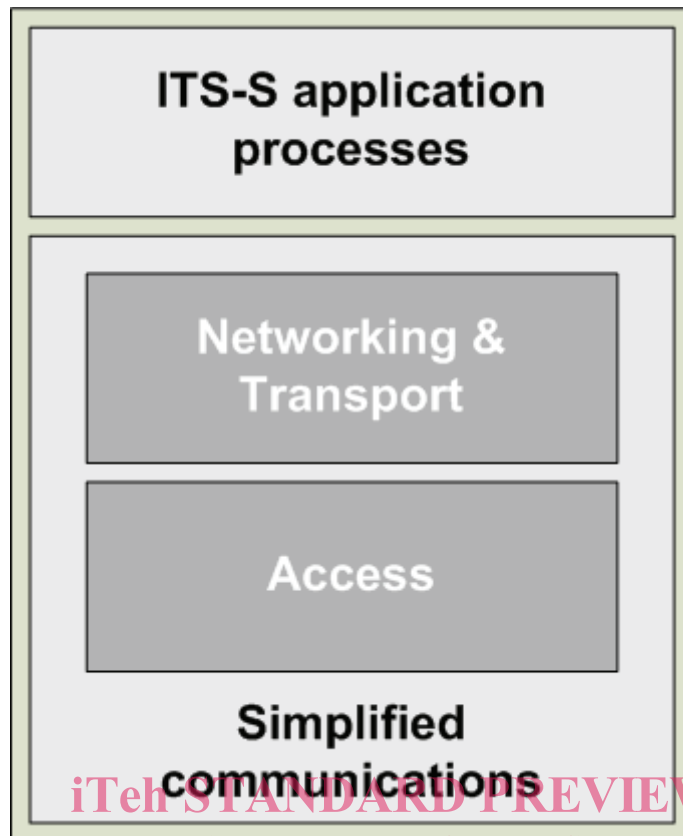 ITS-S application
processes
Networking &
Transport
Access
Simplified
communications
iTeh STANDARD PREVIEW